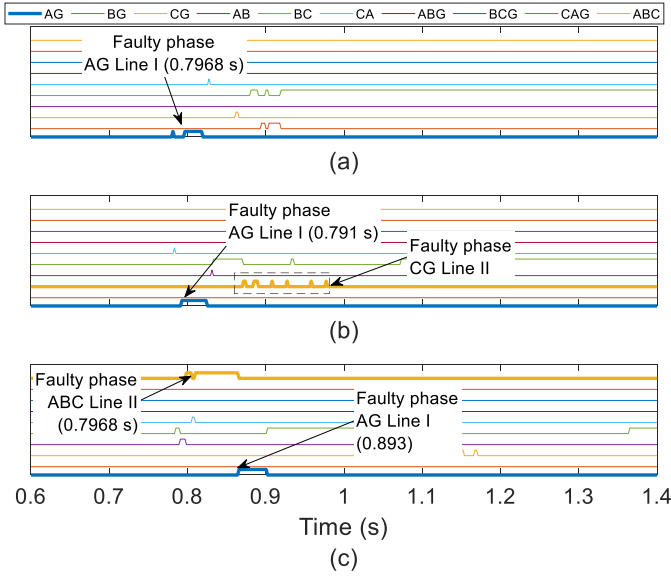 AG BG CG AB BC CA ABG BCG CAG ABC
Faulty phase
AG Line I (0.7968 s)
(a)
Faulty phase
AG Line I (0.791 s)
Faulty phase
CG Line II
(b)
Faulty phase
ABC Line II
(0.7968 s)
Faulty phase
AG Line I
(0.893)
0.6 0.7 0.8 0.9 1 1.1 1.2 1.3 1.4
Time (s)
(c)